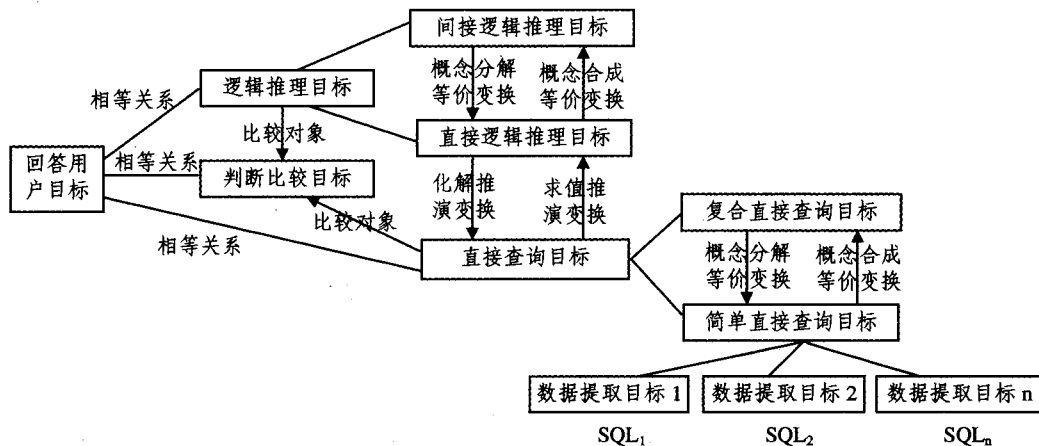 间接逻辑推理目标
概念分解
等价变换
概念合成
等价变换
逻辑推理目标
相等关系
比较对象
直接逻辑推理目标
回答用
户目标
相等关系
判断比较目标
化解推
演变换
求值推
演变换
比较对象
相等关系
直接查询目标
复合直接查询目标
概念分解
等价变换
概念合成
等价变换
简单直接查询目标
数据提取目标 1
数据提取目标 2
数据提取目标 n
SQL₁
SQL₂
SQLₙ